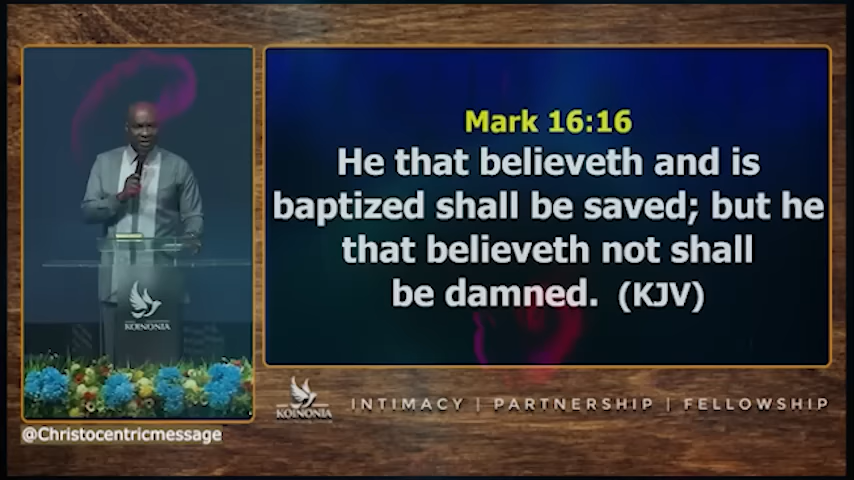 Mark 16:16
He that believeth and is
baptized shall be saved; but he
that believeth not shall
be damned. (KJV)
KOINONIA
KOINONIA
INTIMACY | PARTNERSHIP | FELLOWSHIP
@Christocentricmessage